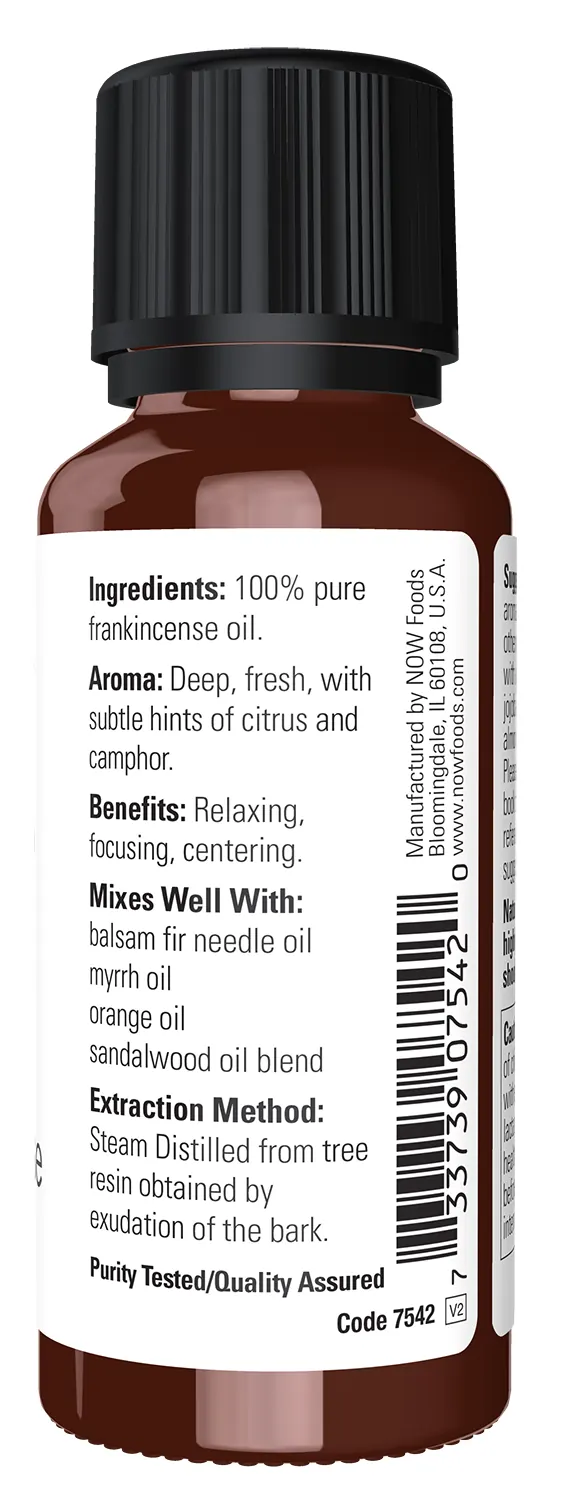 Ingredients: 100% pure
frankincense oil.
Aroma: Deep, fresh, with
subtle hints of citrus and
camphor.
Benefits: Relaxing,
focusing, centering.
Mixes Well With:
balsam fir needle oil
myrrh oil
orange oil
sandalwood oil blend
Extraction Method:
Steam Distilled from tree
resin obtained by
exudation of the bark.
Purity Tested/Quality Assured
Code 7542 V2
Manufactured by NOW Foods
Bloomingdale, IL 60108, U.S.A.
www.nowfoods.com
7 33739 07542 0